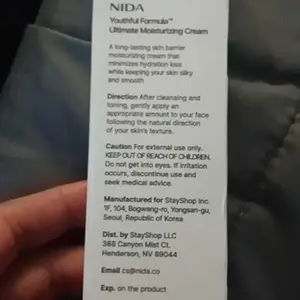 NIDA
Youthful Formula™
Ultimate Moisturizing Cream
A long-lasting skin barrier
moisturizing cream that
minimizes hydration loss
while keeping your skin silky
and smooth
Direction After cleansing and
toning, gently apply an
appropriate amount to your face
following the natural direction
of your skin's texture.
Caution For external use only.
KEEP OUT OF REACH OF CHILDREN.
Do not get into eyes. If irritation
occurs, discontinue use and
seek medical advice.
Manufactured for StayShop Inc.
1F, 104, Bogwang-ro, Yongsan-gu,
Seoul, Republic of Korea
Dist. by StayShop LLC
388 Canyon Mist Ct.
Henderson, NV 89044
Email cs@nida.co
Exp. on the product